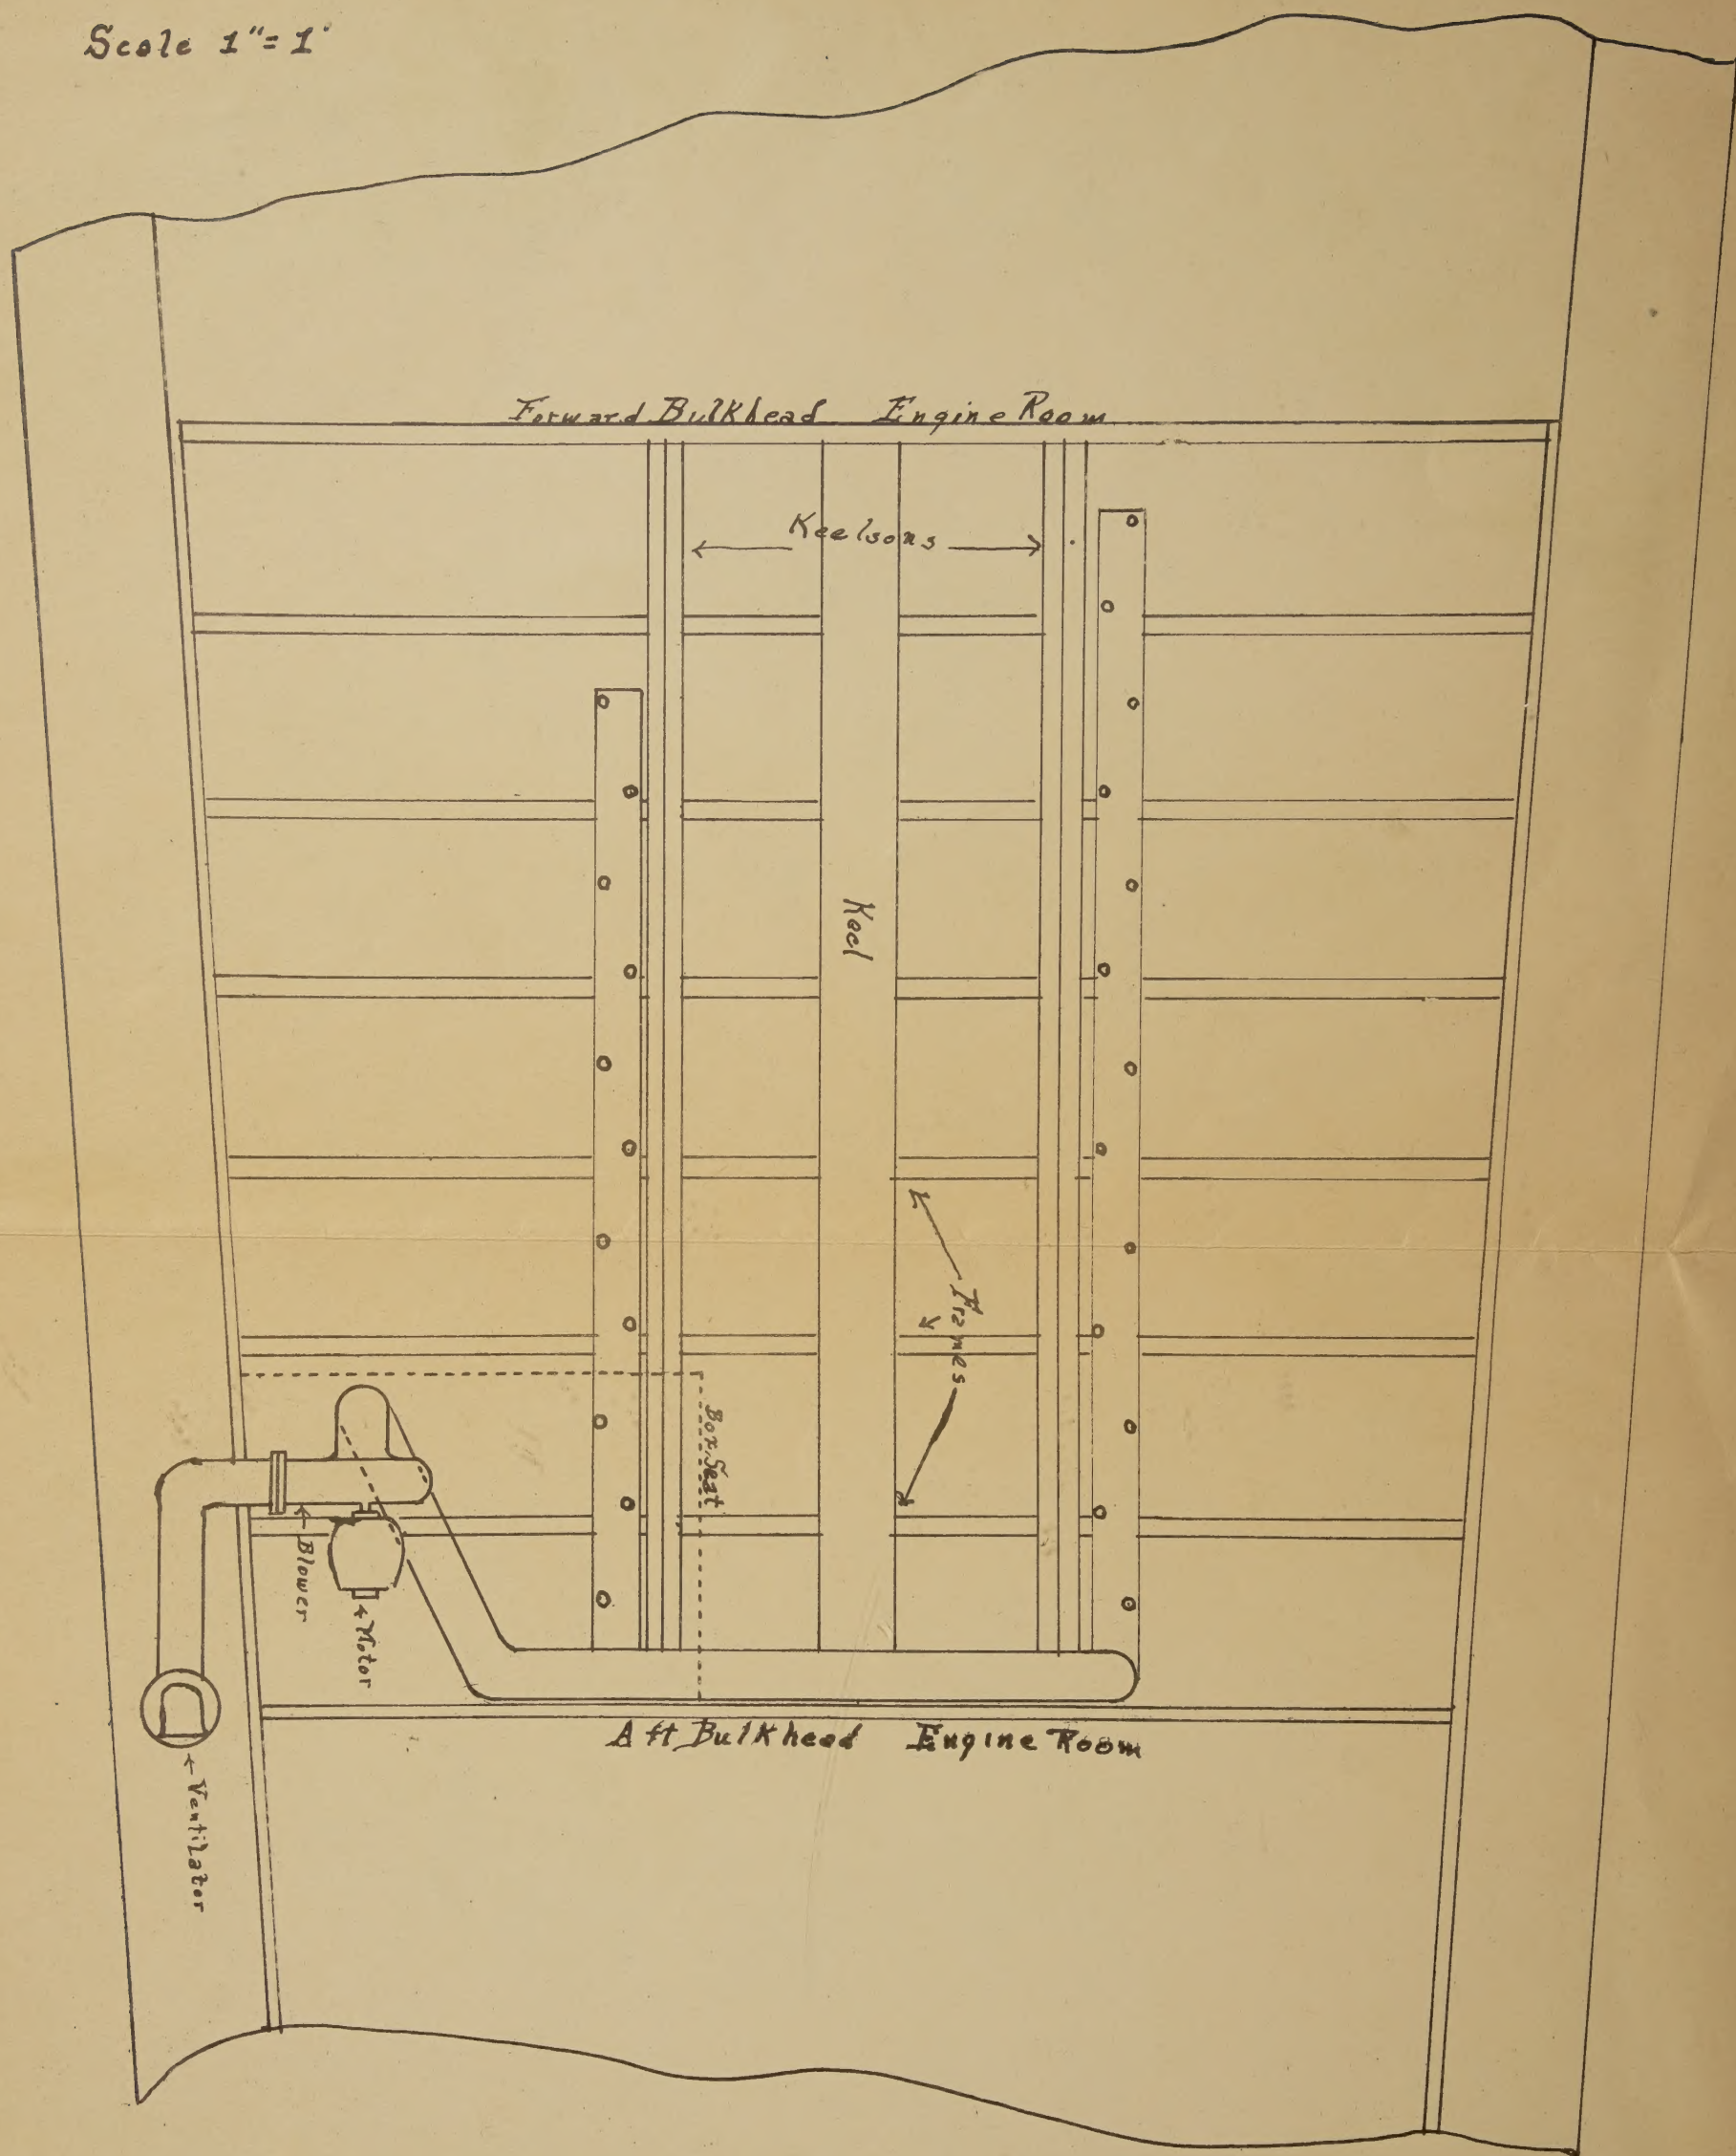 Scale 1"= 1'
Forward Bulkhead Engine Room
Keelsons
Keel
Frames
Box Seat
Blower
Motor
Aft Bulkhead Engine Room
Ventilator